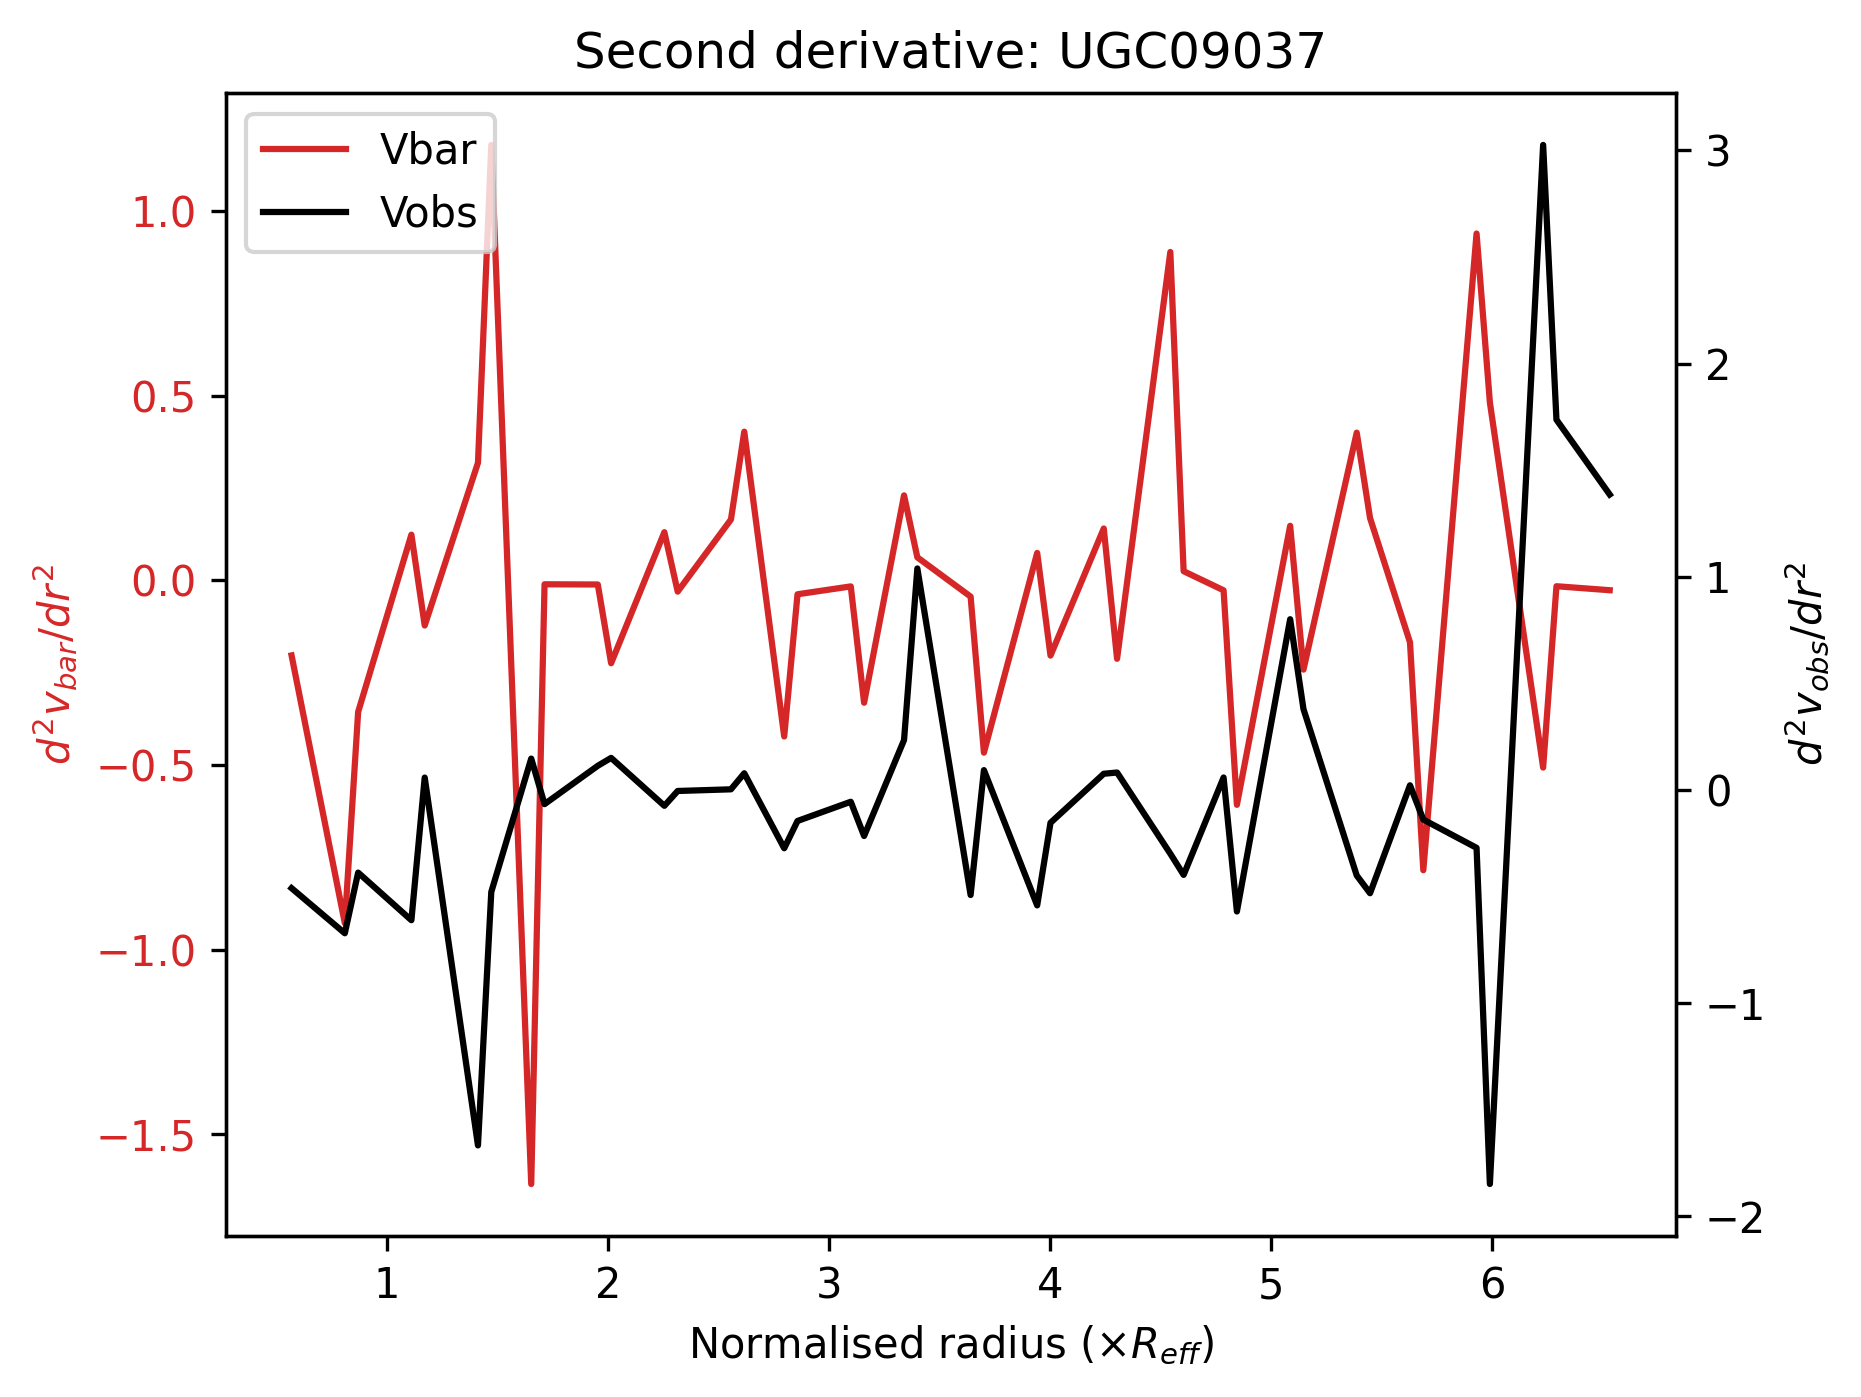 Second derivative: UGC09037
Vbar
Vobs
1.0
0.5
0.0
−0.5
−1.0
−1.5
d²v_bar/dr²
3
2
1
0
−1
−2
d²v_obs/dr²
1 2 3 4 5 6
Normalised radius (×R_eff)